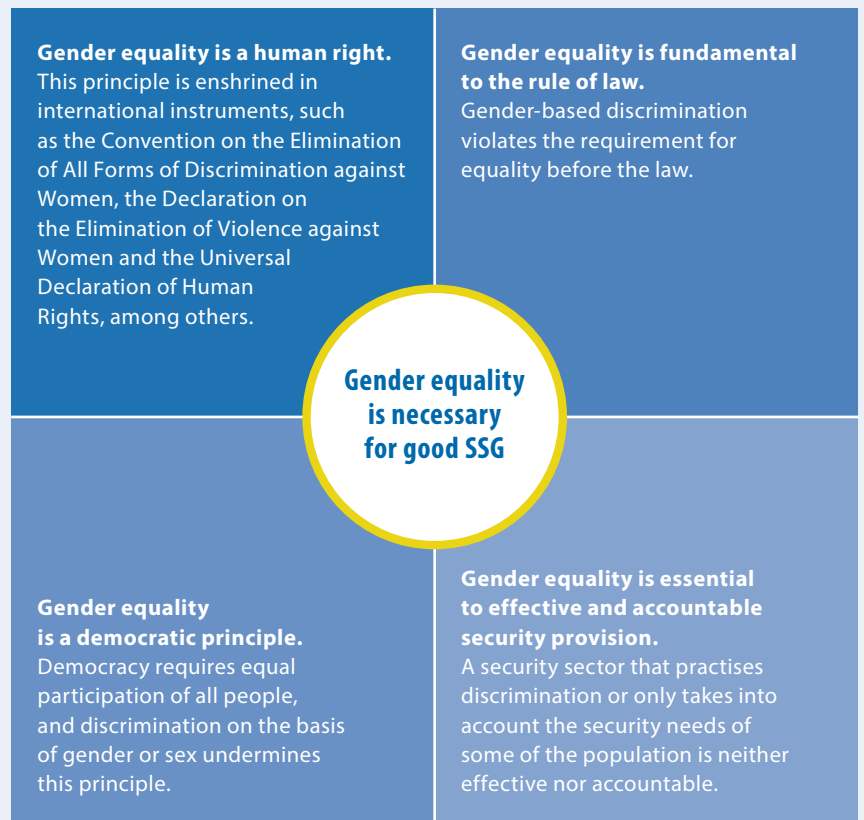 Gender equality is a human right.
This principle is enshrined in
international instruments, such
as the Convention on the Elimination
of All Forms of Discrimination against
Women, the Declaration on
the Elimination of Violence against
Women and the Universal
Declaration of Human
Rights, among others.
Gender equality is fundamental
to the rule of law.
Gender-based discrimination
violates the requirement for
equality before the law.
Gender equality
is necessary
for good SSG
Gender equality
is a democratic principle.
Democracy requires equal
participation of all people,
and discrimination on the basis
of gender or sex undermines
this principle.
Gender equality is essential
to effective and accountable
security provision.
A security sector that practises
discrimination or only takes into
account the security needs of
some of the population is neither
effective nor accountable.